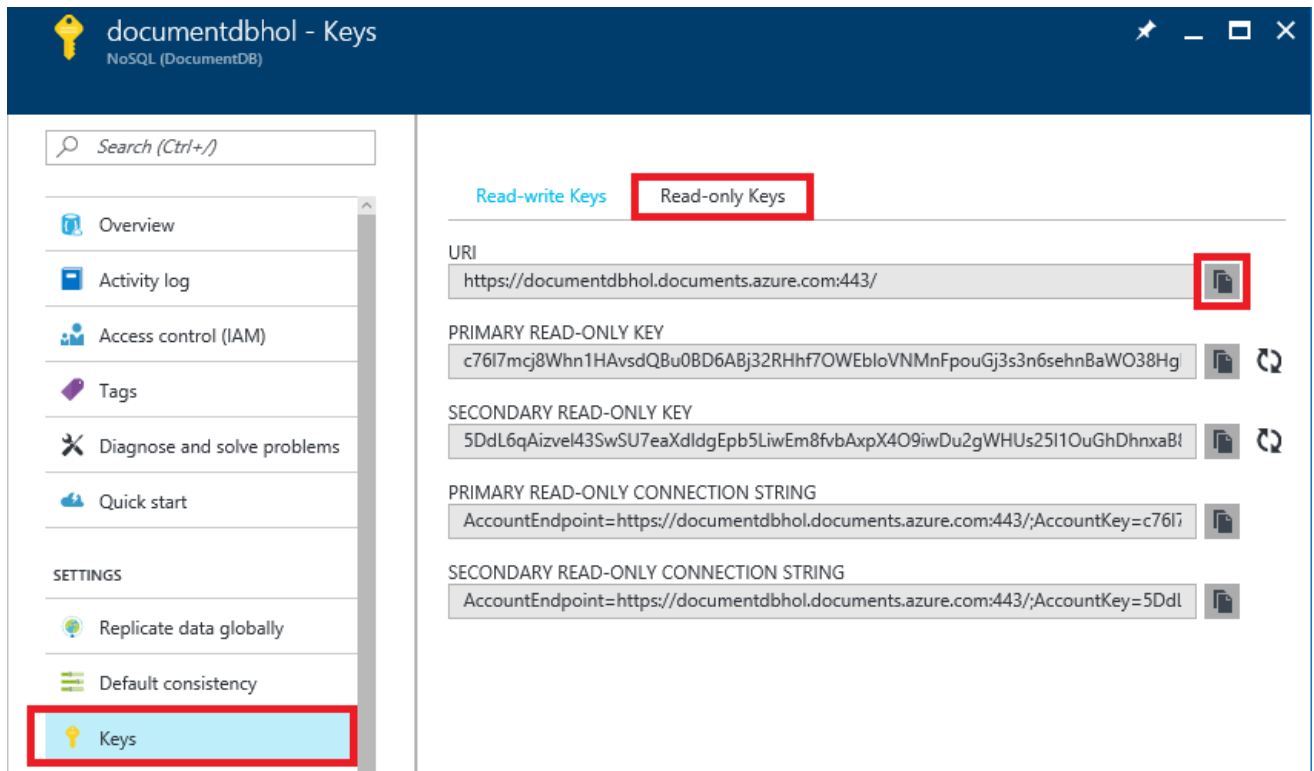 documentdbhol - Keys
NoSQL (DocumentDB)
Search (Ctrl+/)
Overview
Activity log
Access control (IAM)
Tags
Diagnose and solve problems
Quick start
SETTINGS
Replicate data globally
Default consistency
Keys
Read-write Keys Read-only Keys
URI
https://documentdbhol.documents.azure.com:443/
PRIMARY READ-ONLY KEY
c76I7mcj8Whn1HAvsdQBu0BD6ABj32RHhf7OWEbloVNMnFpouGj3s3n6sehnBaWO38Hg
SECONDARY READ-ONLY KEY
5DdL6qAizveI43SwSU7eaXdIdgEpb5LiwEm8fvbAxpX4O9iwDu2gWHUs25I1OuGhDhnxaB8
PRIMARY READ-ONLY CONNECTION STRING
AccountEndpoint=https://documentdbhol.documents.azure.com:443/;AccountKey=c76I7
SECONDARY READ-ONLY CONNECTION STRING
AccountEndpoint=https://documentdbhol.documents.azure.com:443/;AccountKey=5DdL